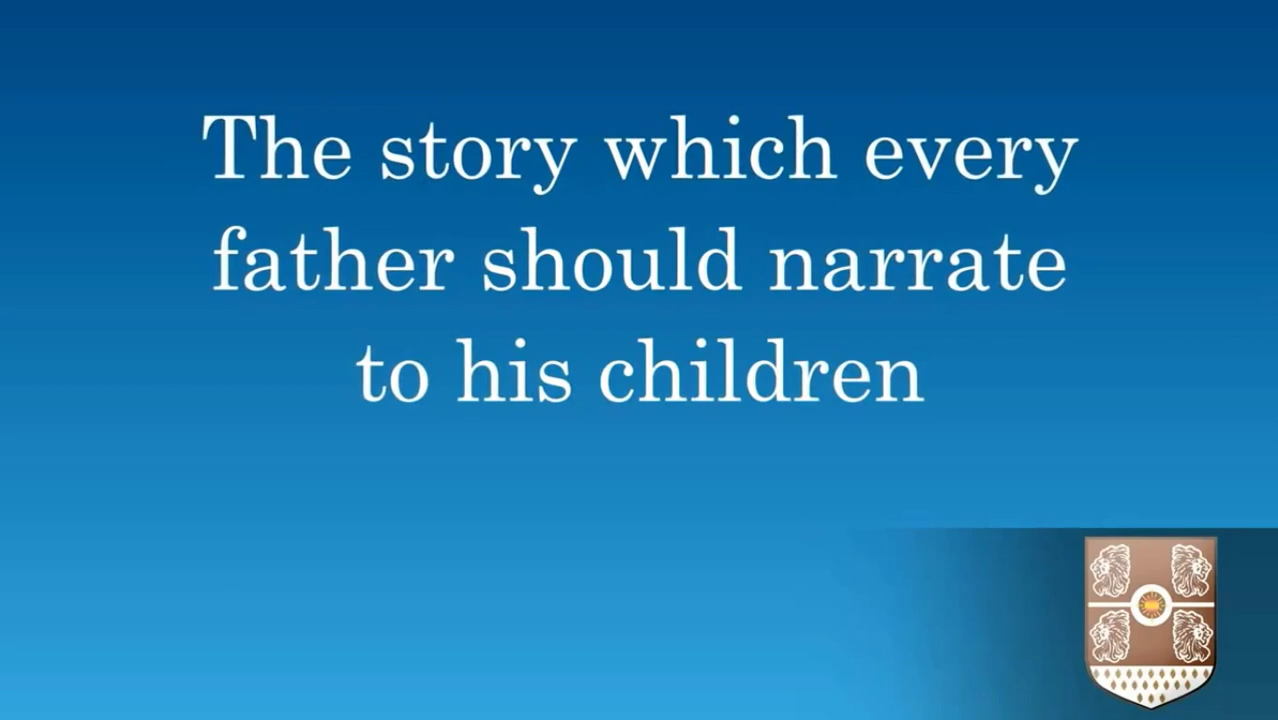 The story which every
father should narrate
to his children